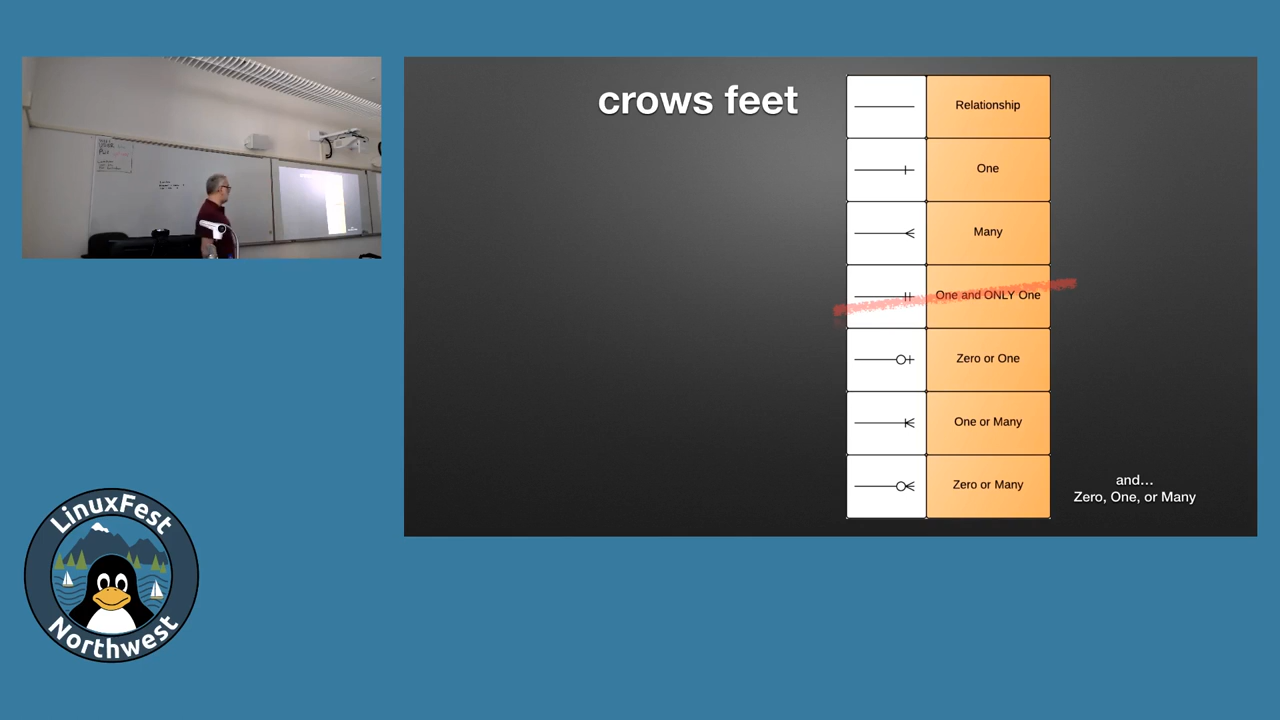 crows feet
Relationship
One
Many
One and ONLY One
Zero or One
One or Many
Zero or Many
and...
Zero, One, or Many
LinuxFest
Northwest